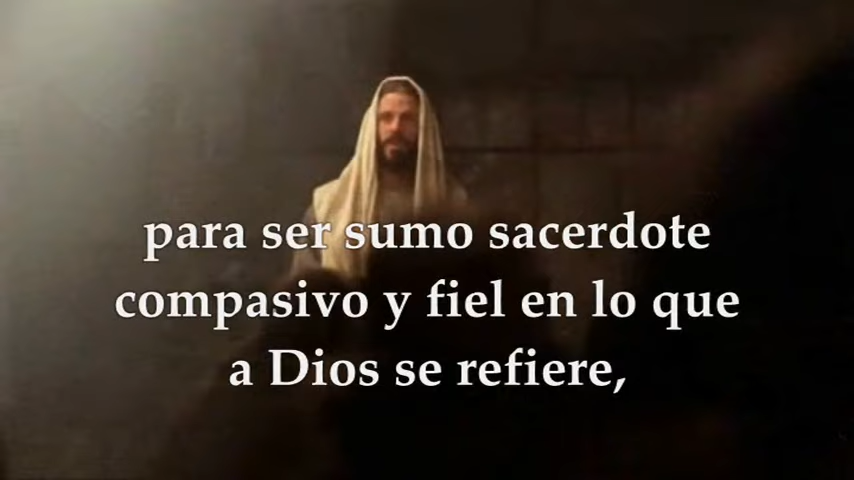 para ser sumo sacerdote
compasivo y fiel en lo que
a Dios se refiere,